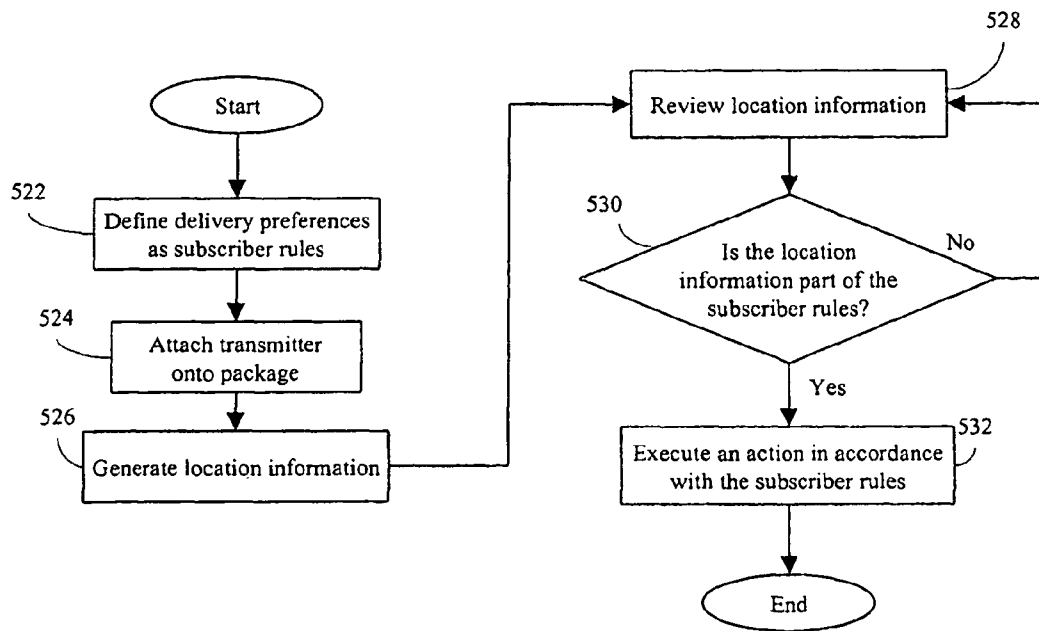 Start
522
Define delivery preferences
as subscriber rules
524
Attach transmitter
onto package
526
Generate location information
528
Review location information
530
Is the location
information part of the
subscriber rules?
No
Yes
532
Execute an action in accordance
with the subscriber rules
End